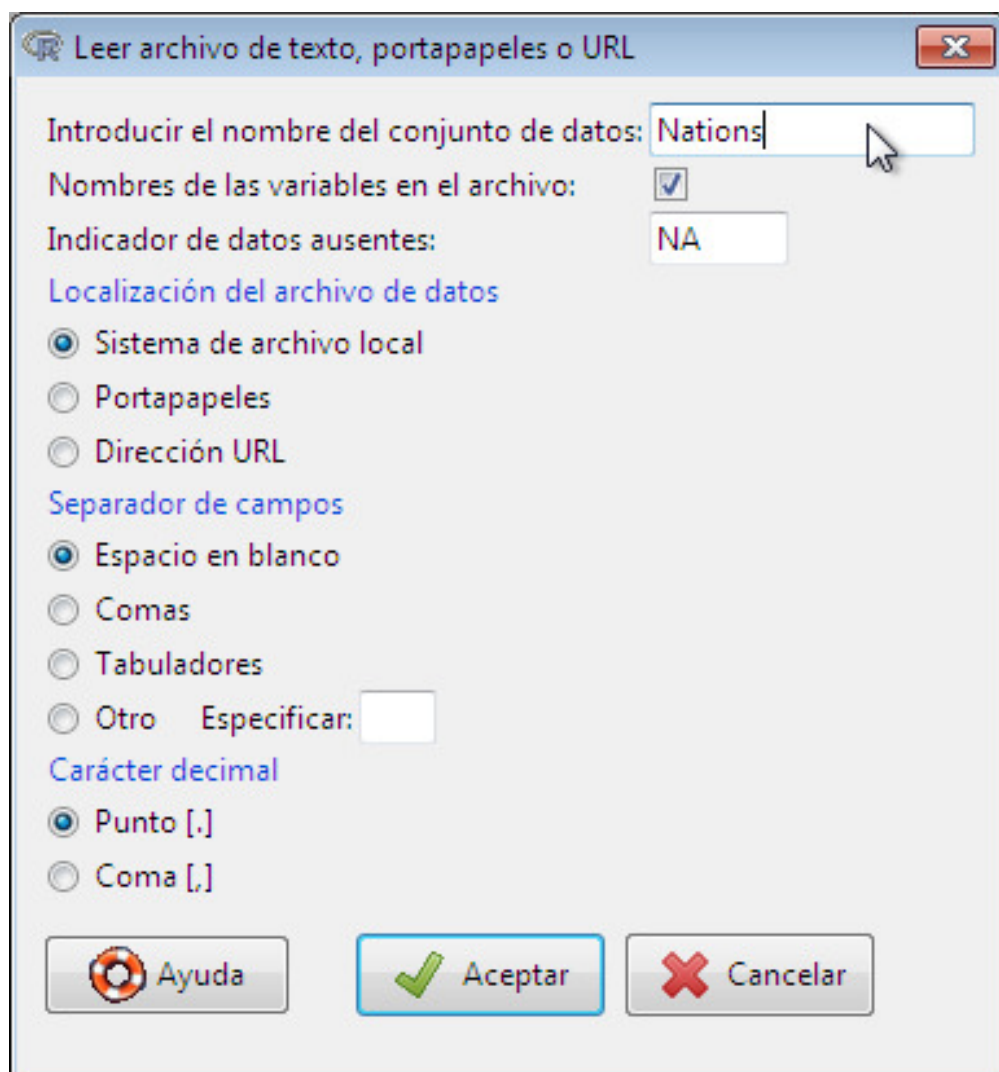 Leer archivo de texto, portapapeles o URL
Introducir el nombre del conjunto de datos: Nations
Nombres de las variables en el archivo:
Indicador de datos ausentes: NA
Localización del archivo de datos
Sistema de archivo local
Portapapeles
Dirección URL
Separador de campos
Espacio en blanco
Comas
Tabuladores
Otro Especificar:
Carácter decimal
Punto [.]
Coma [,]
Ayuda Aceptar Cancelar